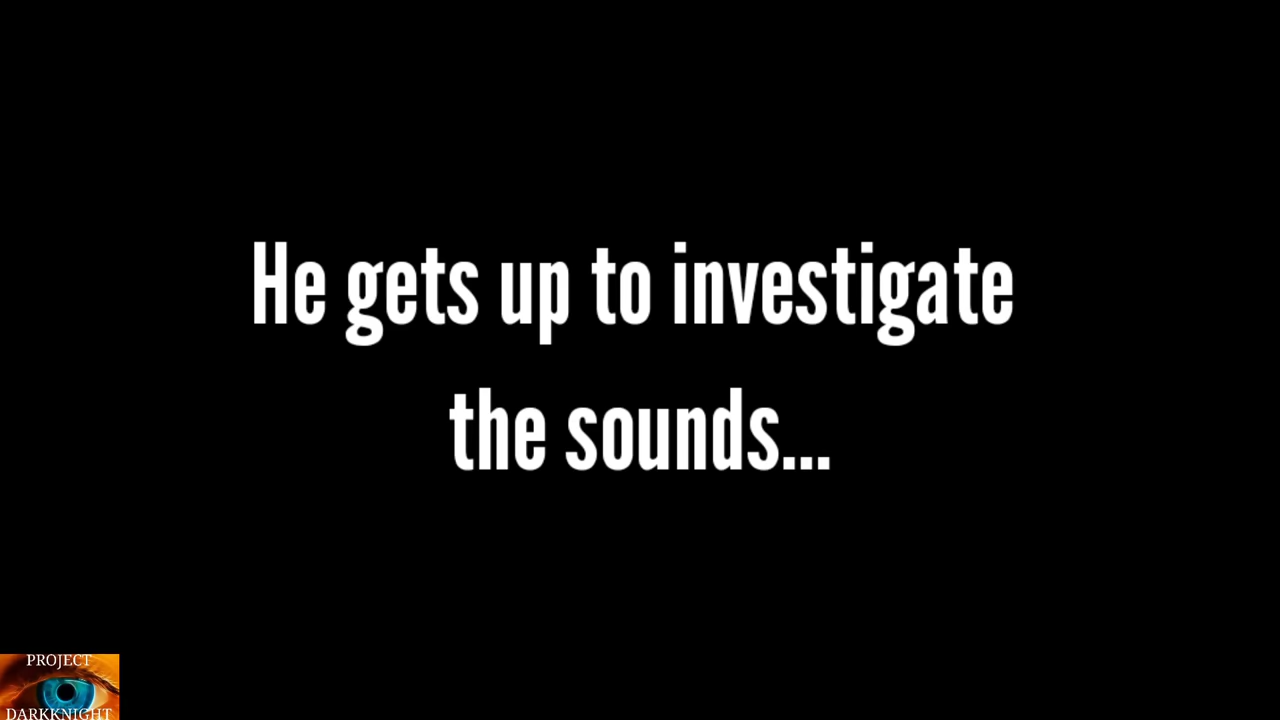 He gets up to investigate
the sounds...
PROJECT
DARKKNIGHT